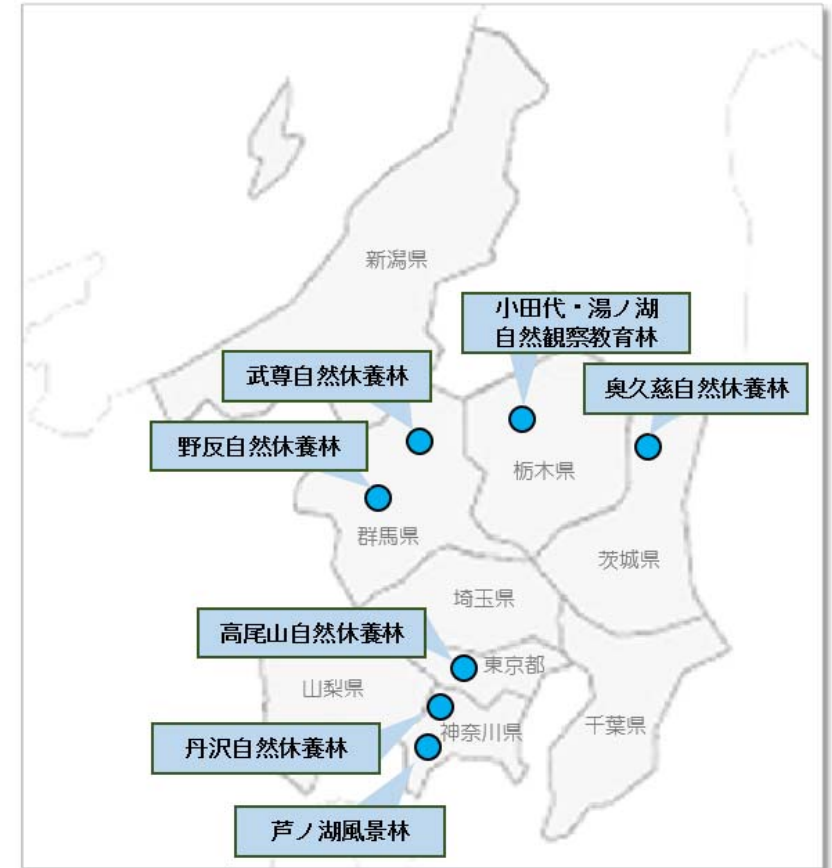 新潟県
小田代・湯ノ湖
自然観察教育林
武尊自然休養林
奥久慈自然休養林
野反自然休養林
栃木県
群馬県
茨城県
埼玉県
高尾山自然休養林
東京都
山梨県
千葉県
神奈川県
丹沢自然休養林
芦ノ湖風景林